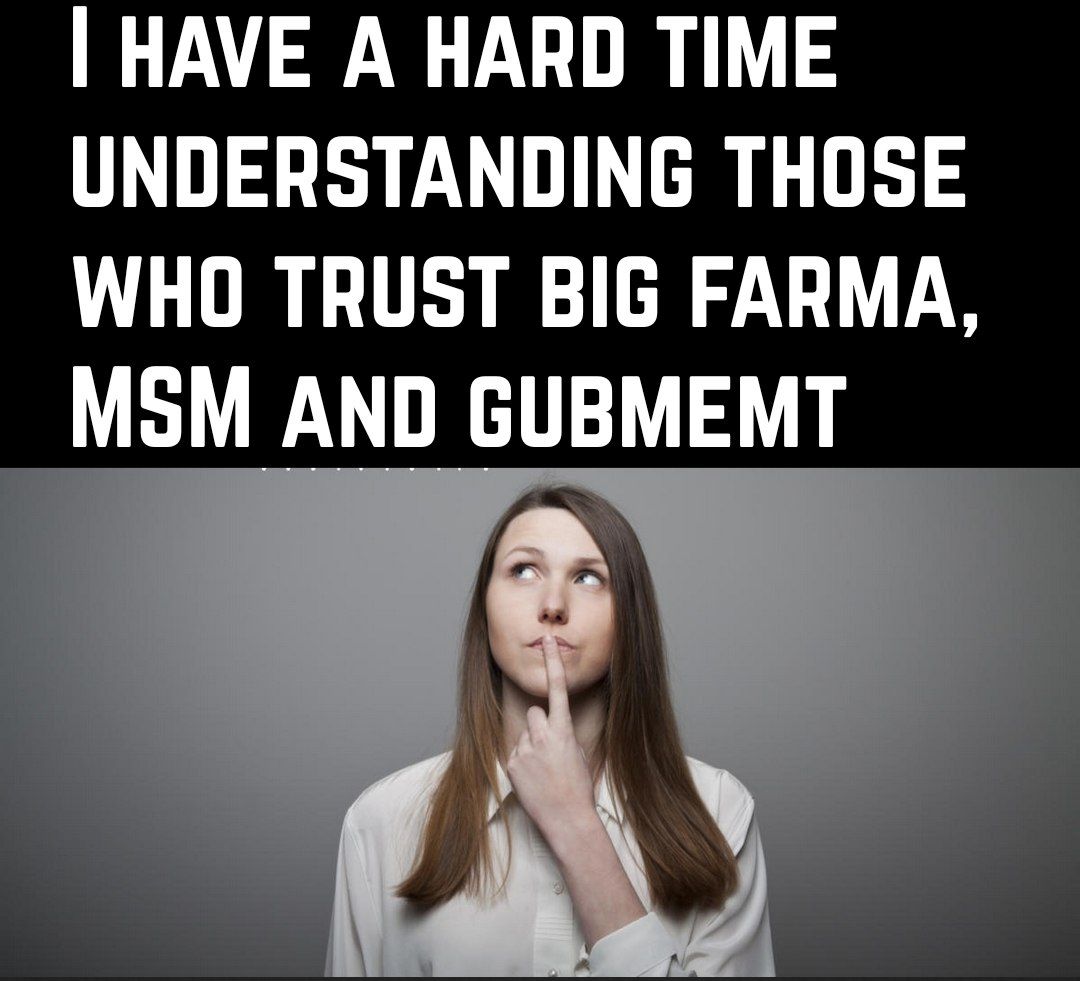 I HAVE A HARD TIME
UNDERSTANDING THOSE
WHO TRUST BIG FARMA,
MSM AND GUBMEMT